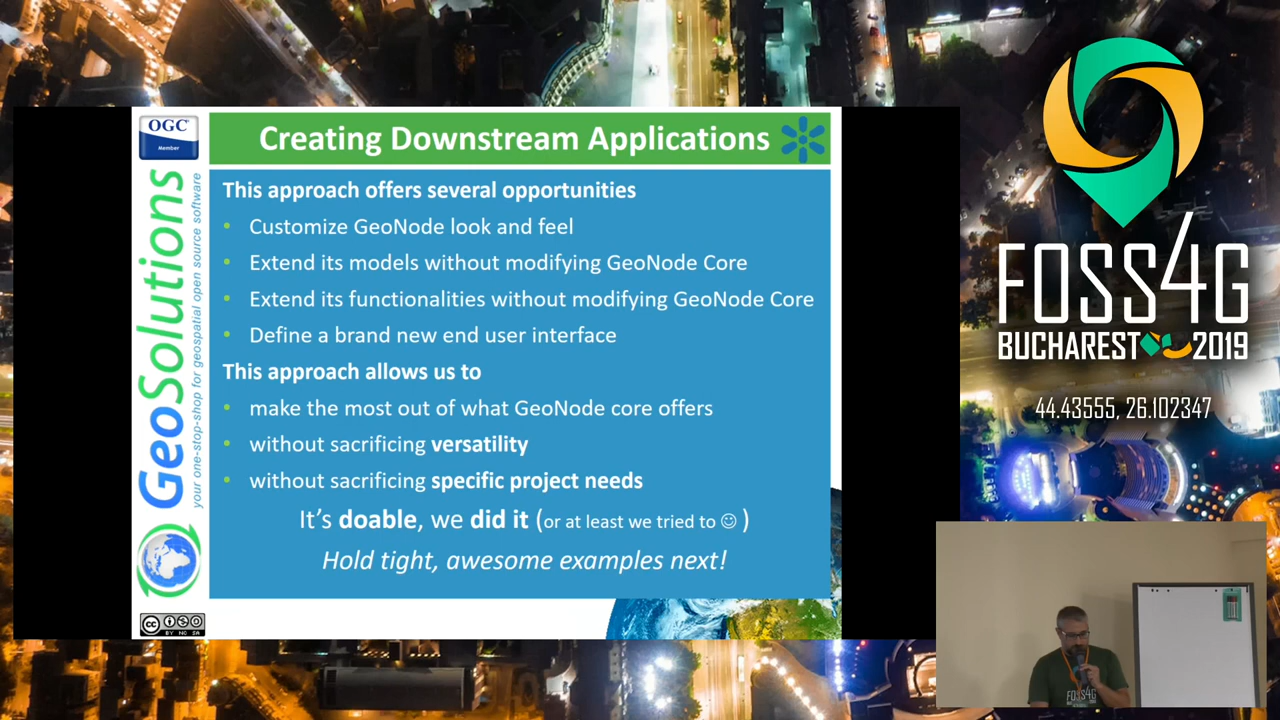 OGC®
Member
GeoSolutions
your one-stop-shop for geospatial open source software
BY NC SA
Creating Downstream Applications
This approach offers several opportunities
• Customize GeoNode look and feel
• Extend its models without modifying GeoNode Core
• Extend its functionalities without modifying GeoNode Core
• Define a brand new end user interface
This approach allows us to
• make the most out of what GeoNode core offers
• without sacrificing versatility
• without sacrificing specific project needs
It's doable, we did it (or at least we tried to ☺ )
Hold tight, awesome examples next!
FOSS4G
BUCHAREST 2019
44.43555, 26.102347
FOSS4G